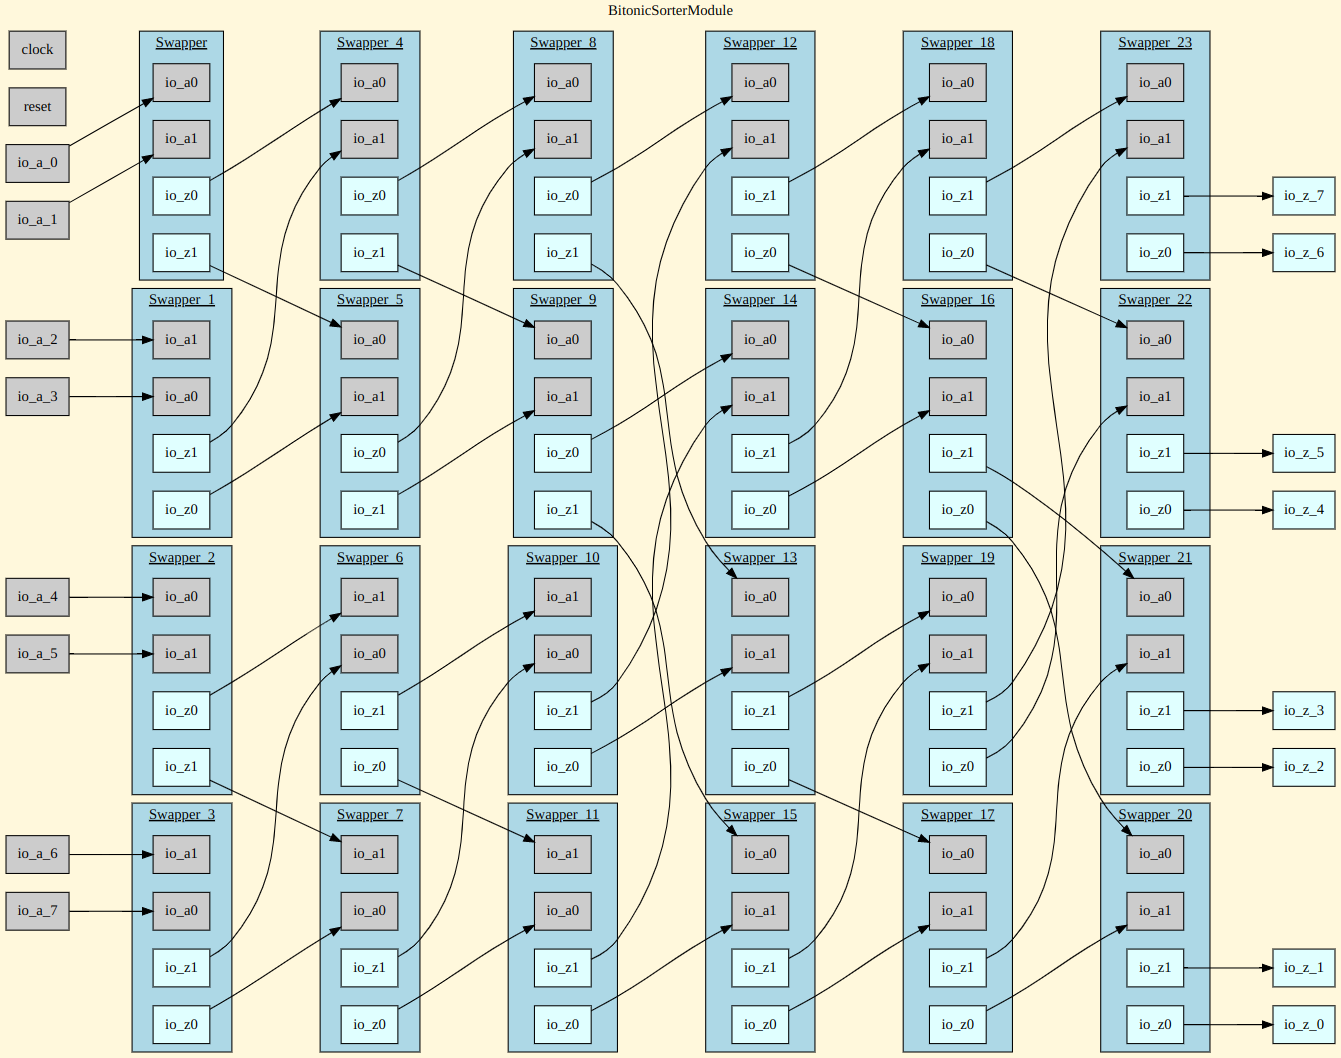 BitonicSorterModule
clock
reset
io_a_0
io_a_1
io_a_2
io_a_3
io_a_4
io_a_5
io_a_6
io_a_7
Swapper
io_a0
io_a1
io_z0
io_z1
Swapper_1
io_a1
io_a0
io_z1
io_z0
Swapper_2
io_a0
io_a1
io_z0
io_z1
Swapper_3
io_a1
io_a0
io_z1
io_z0
Swapper_4
io_a0
io_a1
io_z0
io_z1
Swapper_5
io_a0
io_a1
io_z0
io_z1
Swapper_6
io_a1
io_a0
io_z1
io_z0
Swapper_7
io_a1
io_a0
io_z1
io_z0
Swapper_8
io_a0
io_a1
io_z0
io_z1
Swapper_9
io_a0
io_a1
io_z0
io_z1
Swapper_10
io_a1
io_a0
io_z1
io_z0
Swapper_11
io_a1
io_a0
io_z1
io_z0
Swapper_12
io_a0
io_a1
io_z1
io_z0
Swapper_14
io_a0
io_a1
io_z1
io_z0
Swapper_13
io_a0
io_a1
io_z1
io_z0
Swapper_15
io_a0
io_a1
io_z1
io_z0
Swapper_18
io_a0
io_a1
io_z1
io_z0
Swapper_16
io_a0
io_a1
io_z1
io_z0
Swapper_19
io_a0
io_a1
io_z1
io_z0
Swapper_17
io_a0
io_a1
io_z1
io_z0
Swapper_23
io_a0
io_a1
io_z1
io_z0
Swapper_22
io_a0
io_a1
io_z1
io_z0
Swapper_21
io_a0
io_a1
io_z1
io_z0
Swapper_20
io_a0
io_a1
io_z1
io_z0
io_z_7
io_z_6
io_z_5
io_z_4
io_z_3
io_z_2
io_z_1
io_z_0